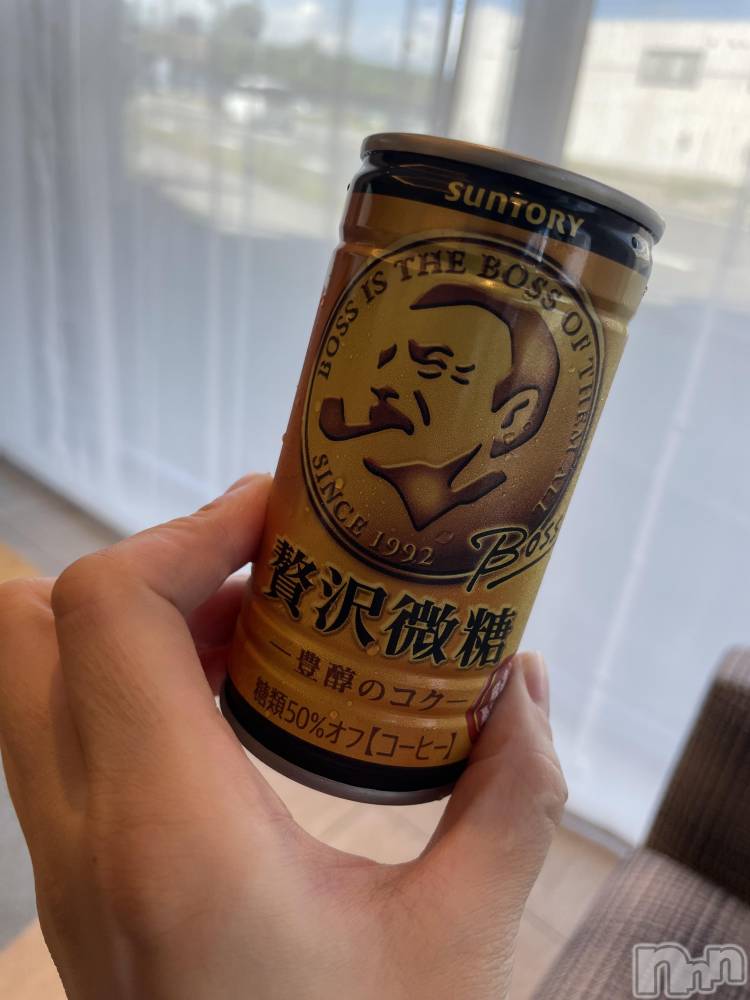 SUNTORY
BOSS IS THE BOSS OF THEM ALL
SINCE 1992
BOSS
贅沢微糖
―豊醇のコク―
糖類50%オフ【コーヒー】
nnn